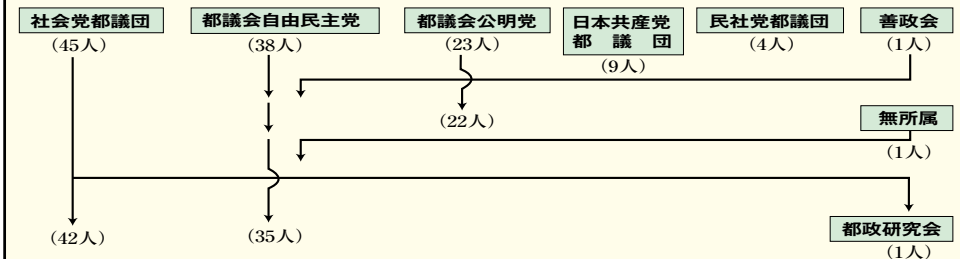 社会党都議団 都議会自由民主党 都議会公明党 日本共産党 民社党都議団 善政会
都議団
(45人) (38人) (23人) (9人) (4人) (1人)
(22人)
無所属
(1人)
(42人) (35人)
都政研究会
(1人)